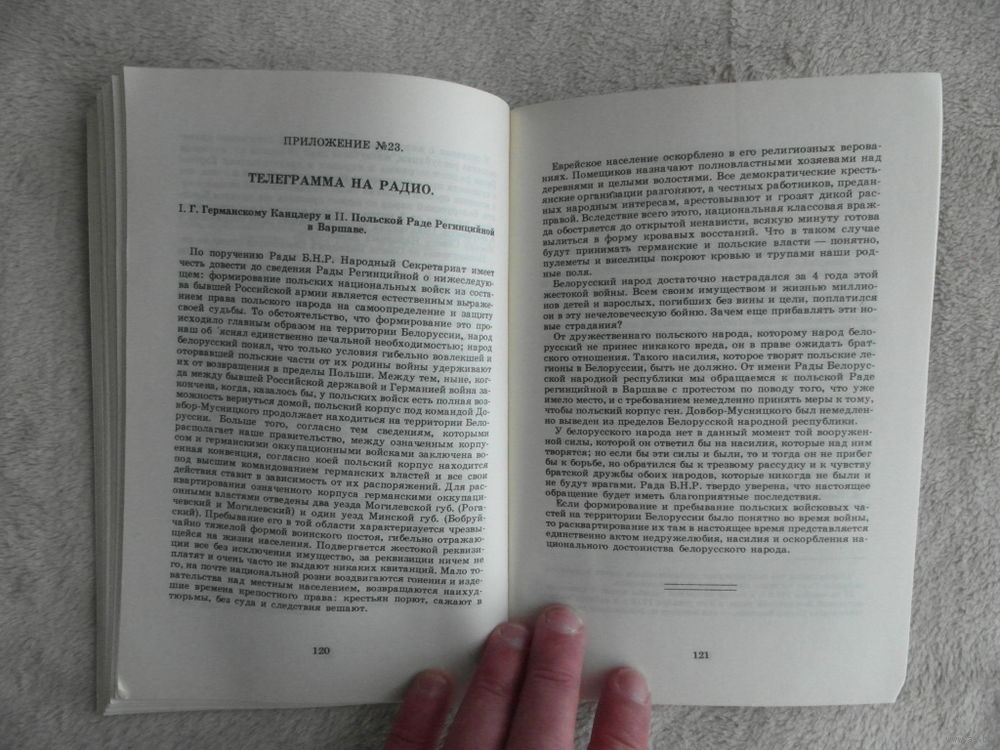 ПРИЛОЖЕНИЕ №23.
ТЕЛЕГРАММА НА РАДИО.
I. Г. Германскому Канцлеру и II. Польской Раде Регинцийной
в Варшаве.
По поручению Рады Б.Н.Р. Народный Секретариат имеет
честь довести до сведения Рады Регинцийной о нижеследую-
щем: формирование польских национальных войск из соста-
ва бывшей Российской армии является естественным выраже-
нием права польского народа на самоопределение и защиту
своей судьбы. То обстоятельство, что формирование это про-
исходило главным образом на территории Белоруссии, народ
наш об'яснял единственно печальной необходимостью; народ
белорусский понял, что только условия гибельно вовлекшей и
оторвавшей польские части от их родины войны удерживают
их от возвращения в пределы Польши. Между тем, ныне, ког-
да между бывшей Российской державой и Германией война за-
кончена, когда, казалось бы, у польских войск есть полная воз-
можность вернуться домой, польский корпус под командой До-
вбор-Мусницкого продолжает находиться на территории Бело-
руссии. Больше того, согласно тем сведениям, которыми
располагает наше правительство, между означенным корпу-
сом и германскими оккупационными войсками заключена во-
енная конвенция, согласно коей польский корпус находится
под высшим командованием германских властей и все свои
действия ставит в зависимость от их распоряжений. Для рас-
квартирования означенного корпуса германскими оккупаци-
онными властями отведены два уезда Могилевской губ. (Рога-
чевский и Могилевский) и один уезд Минской губ. (Бобруй-
ский). Пребывание его в той области характеризуется чрезвы-
чайно тяжелой формой воинского постоя, гибельно отражаю-
щейся на жизни населения. Подвергается жестокой реквизи-
ции все без исключения имущество, за реквизиции ничем не
платят и очень часто не выдают никаких квитанций. Мало то-
го, на почве национальной розни воздвигаются гонения и изде-
вательства над местным населением, возвращаются наихуд-
шие времена крепостного права: крестьян порют, сажают в
тюрьмы, без суда и следствия вешают.
120
Еврейское население оскорблено в его религиозных верова-
ниях. Помещиков назначают полновластными хозяевами над
деревнями и целыми волостями. Все демократические кресть-
янские организации разгоняют, а честных работников, предан-
ных народным интересам, арестовывают и грозят дикой рас-
правой. Вследствие всего этого, национальная классовая враж-
да обостряется до открытой ненависти, всякую минуту готова
вылиться в форму кровавых восстаний. Что в таком случае
будут принимать германские и польские власти — понятно,
пулеметы и виселицы покроют кровью и трупами наши род-
ные поля.
Белорусский народ достаточно настрадался за 4 года этой
жестокой войны. Всем своим имуществом и жизнью миллио-
нов детей и взрослых, погибших без вины и цели, поплатился
он в эту нечеловеческую бойню. Зачем еще прибавлять эти но-
вые страдания?
От дружественнаго польского народа, которому народ бело-
русский не принес никакого вреда, он в праве ожидать брат-
ского отношения. Такого насилия, которое творят польские ле-
гионы в Белоруссии, быть не должно. От имени Рады Белорус-
ской народной республики мы обращаемся к польской Раде
регинцийной в Варшаве с протестом по поводу того, что уже
имело место, и с требованием немедленно принять меры к тому,
чтобы польский корпус ген. Довбор-Мусницкого был немедлен-
но выведен из пределов Белорусской народной республики.
У белорусского народа нет в данный момент той вооружен-
ной силы, которой он ответил бы на насилия, которые над ним
творятся; но если бы эти силы и были, то и тогда он не прибег
бы к борьбе, но обратился бы к трезвому рассудку и к чувству
братской дружбы обоих народов, которые никогда не были и
не будут врагами. Рада Б.Н.Р. твердо уверена, что настоящее
обращение будет иметь благоприятные последствия.
Если формирование и пребывание польских войсковых ча-
стей на территории Белоруссии было понятно во время войны,
то расквартирование их там в настоящее время представляется
единственно актом недружелюбия, насилия и оскорбления на-
ционального достоинства белорусского народа.
121